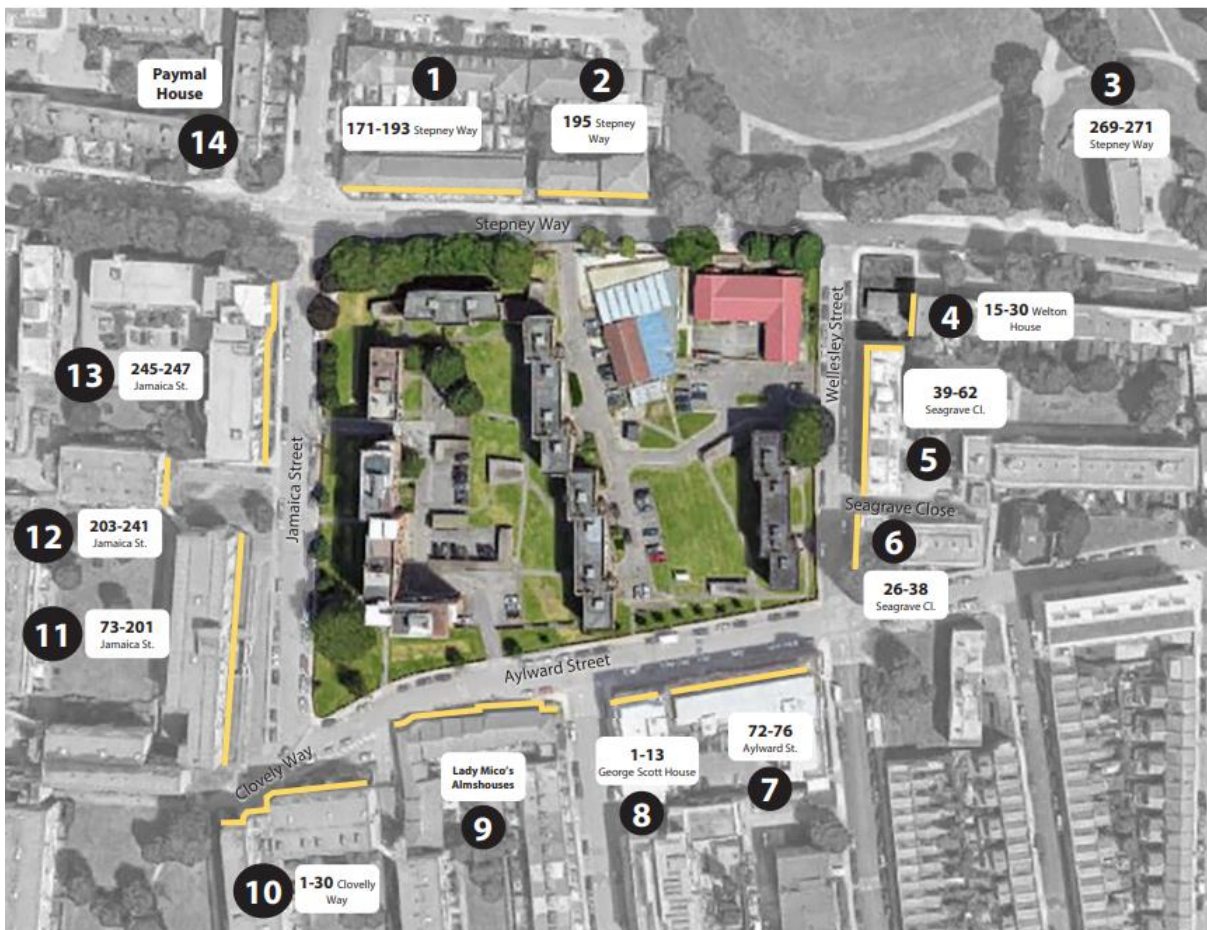 Paymal
House
14
1
171-193 Stepney Way
2
195 Stepney
Way
3
269-271
Stepney Way
Stepney Way
Wellesley Street
4
15-30 Welton
House
39-62
Seagrave Cl.
5
Seagrave Close
6
26-38
Seagrave Cl.
13
245-247
Jamaica St.
Jamaica Street
12
203-241
Jamaica St.
11
73-201
Jamaica St.
Aylward Street
72-76
Aylward St.
7
1-13
George Scott House
8
Lady Mico's
Almshouses
9
Clovely Way
10
1-30 Clovelly
Way